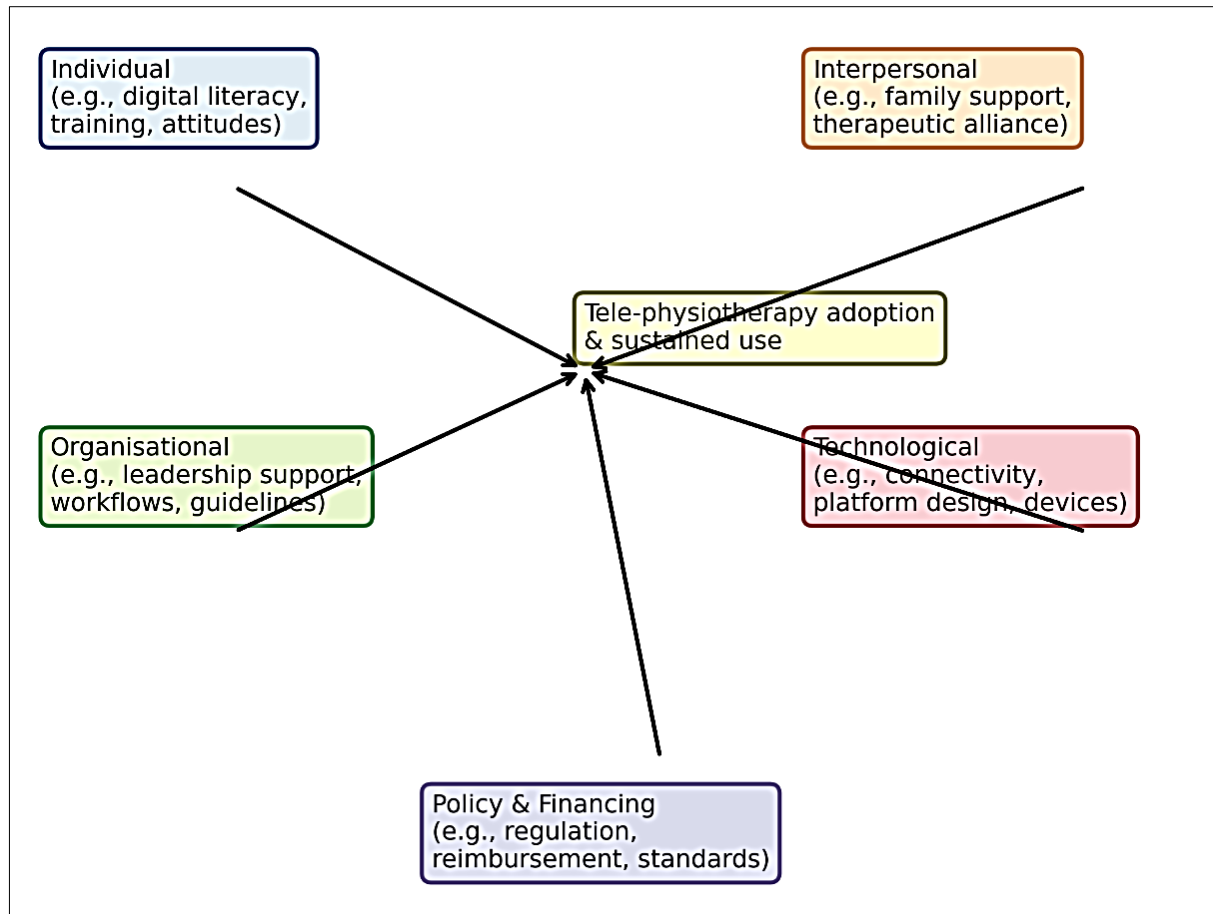 Individual
(e.g., digital literacy,
training, attitudes)
Interpersonal
(e.g., family support,
therapeutic alliance)
Tele-physiotherapy adoption
& sustained use
Organisational
(e.g., leadership support,
workflows, guidelines)
Technological
(e.g., connectivity,
platform design, devices)
Policy & Financing
(e.g., regulation,
reimbursement, standards)